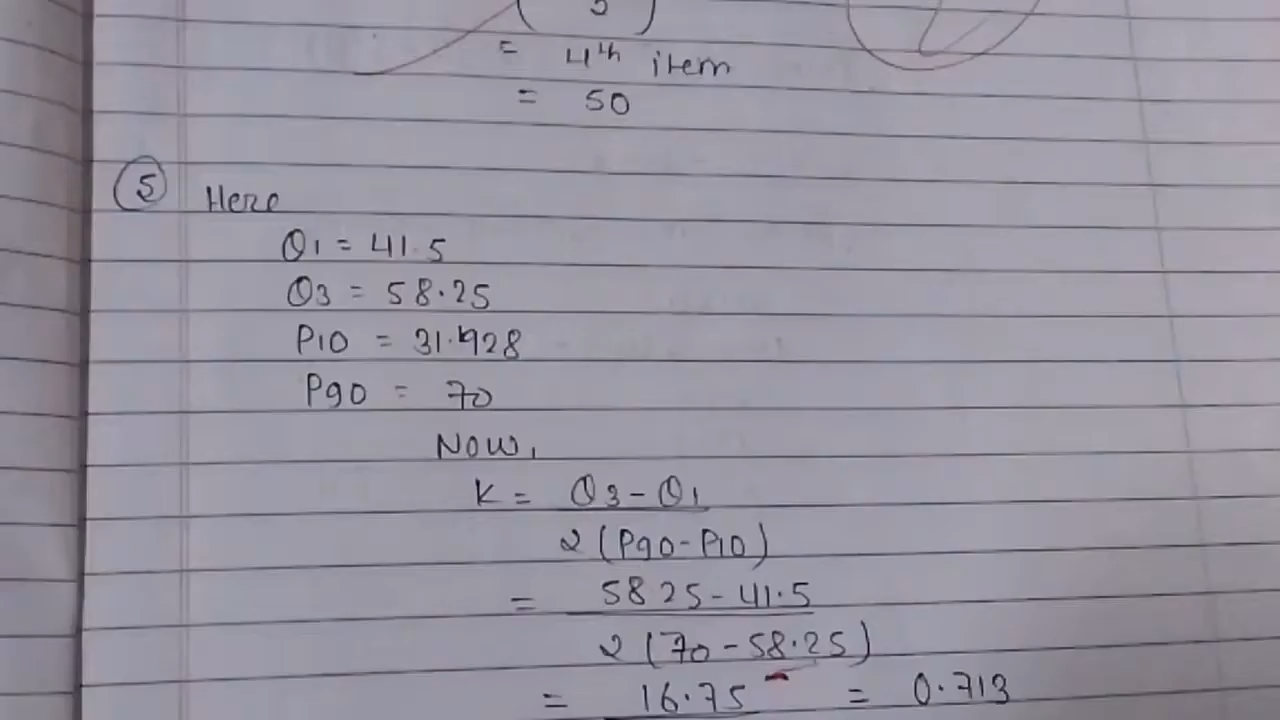 = 4th item
= 50
5 Here
Q1 = 41.5
Q3 = 58.25
P10 = 31.428
P90 = 70
Now,
K = Q3 - Q1
2 (P90 - P10)
= 58 25 - 41.5
2 (70 - 58.25)
= 16.75 = 0.713